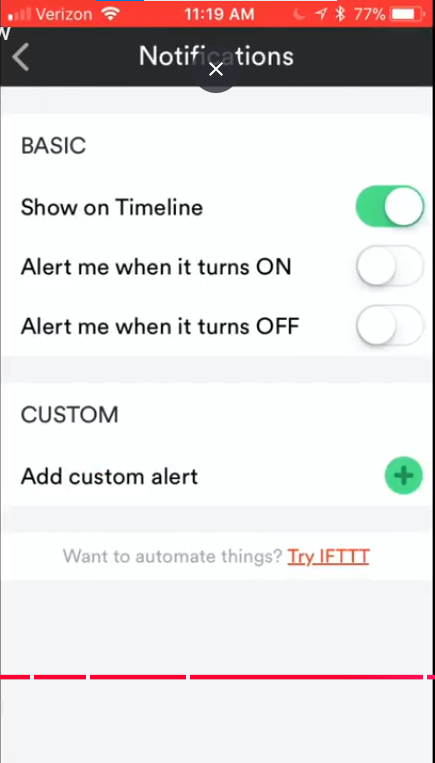 Verizon 11:19 AM 77%
Notifications
BASIC
Show on Timeline
Alert me when it turns ON
Alert me when it turns OFF
CUSTOM
Add custom alert
Want to automate things? Try IFTTT